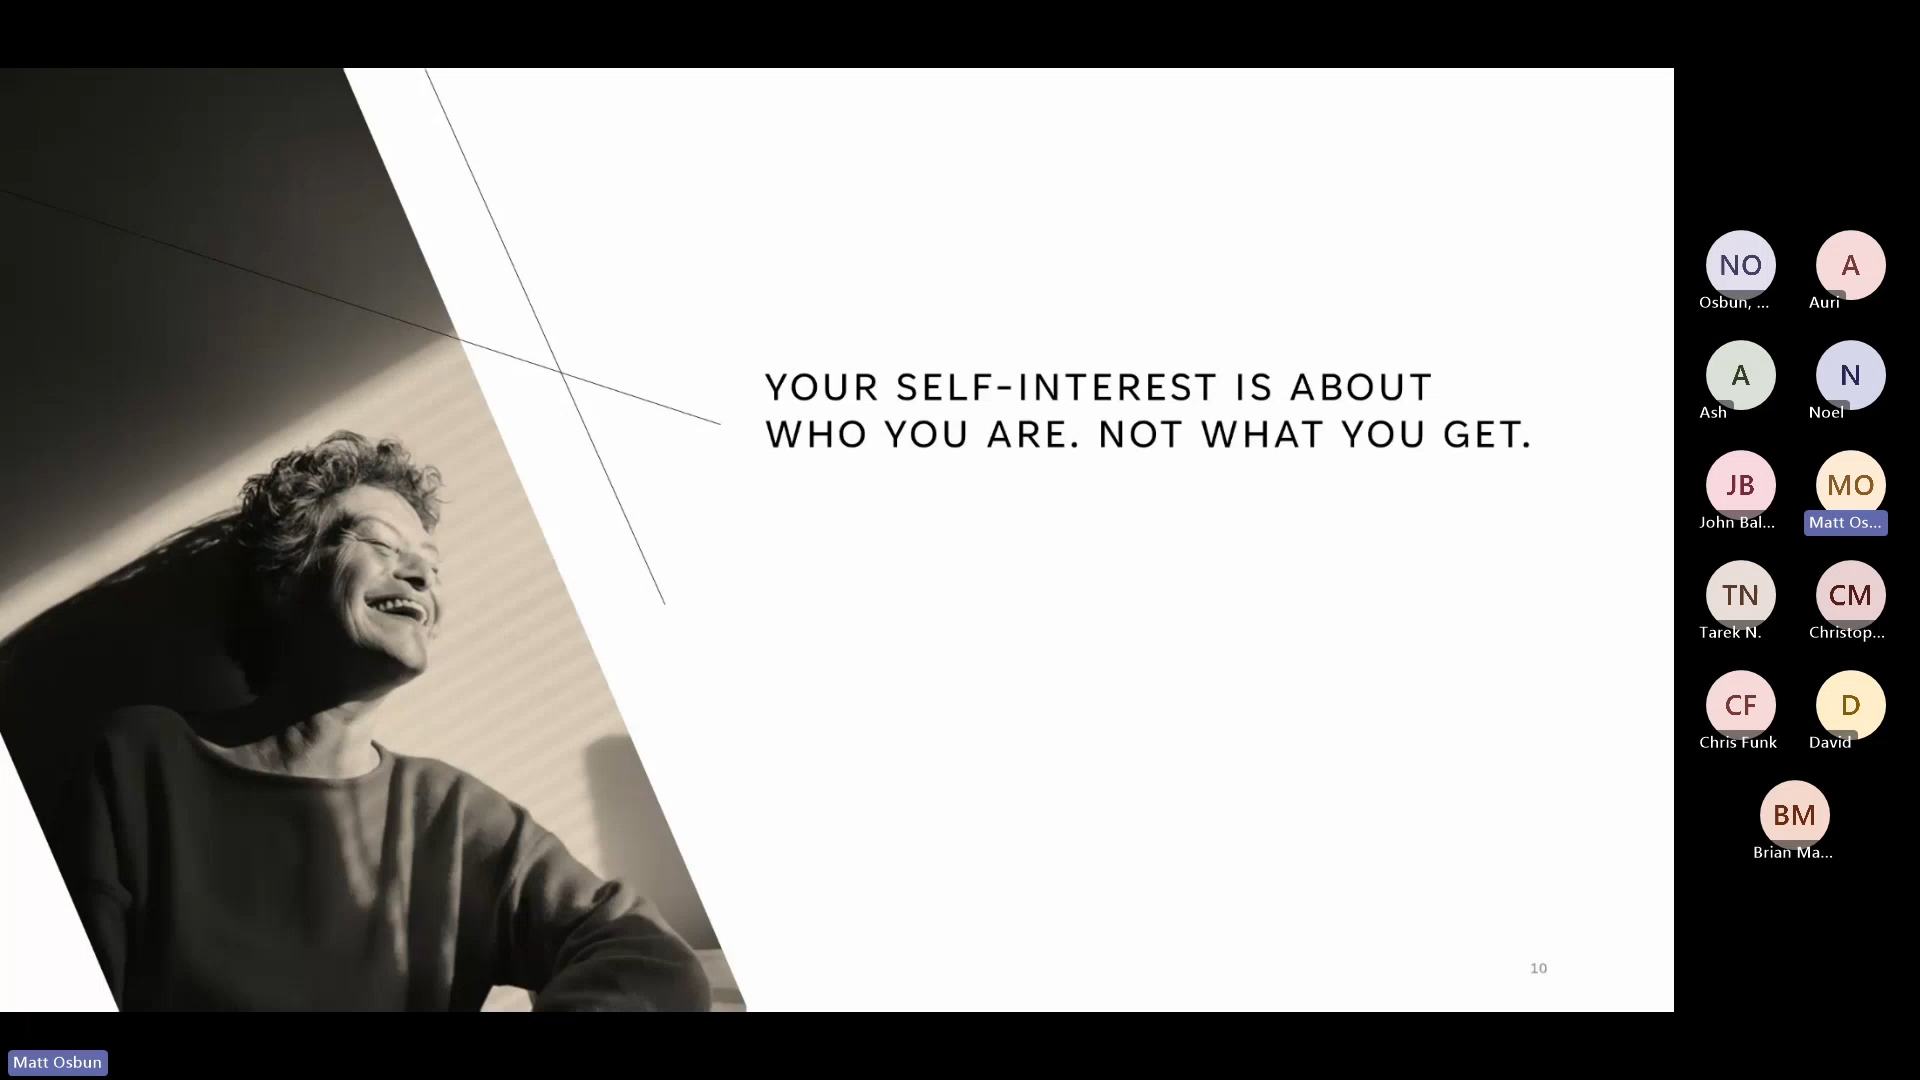 YOUR SELF-INTEREST IS ABOUT
WHO YOU ARE. NOT WHAT YOU GET.
10
NO
Osbun, ...
A
Auri
A
Ash
N
Noel
JB
John Bal...
MO
Matt Os...
TN
Tarek N.
CM
Christop...
CF
Chris Funk
D
David
BM
Brian Ma...
Matt Osbun